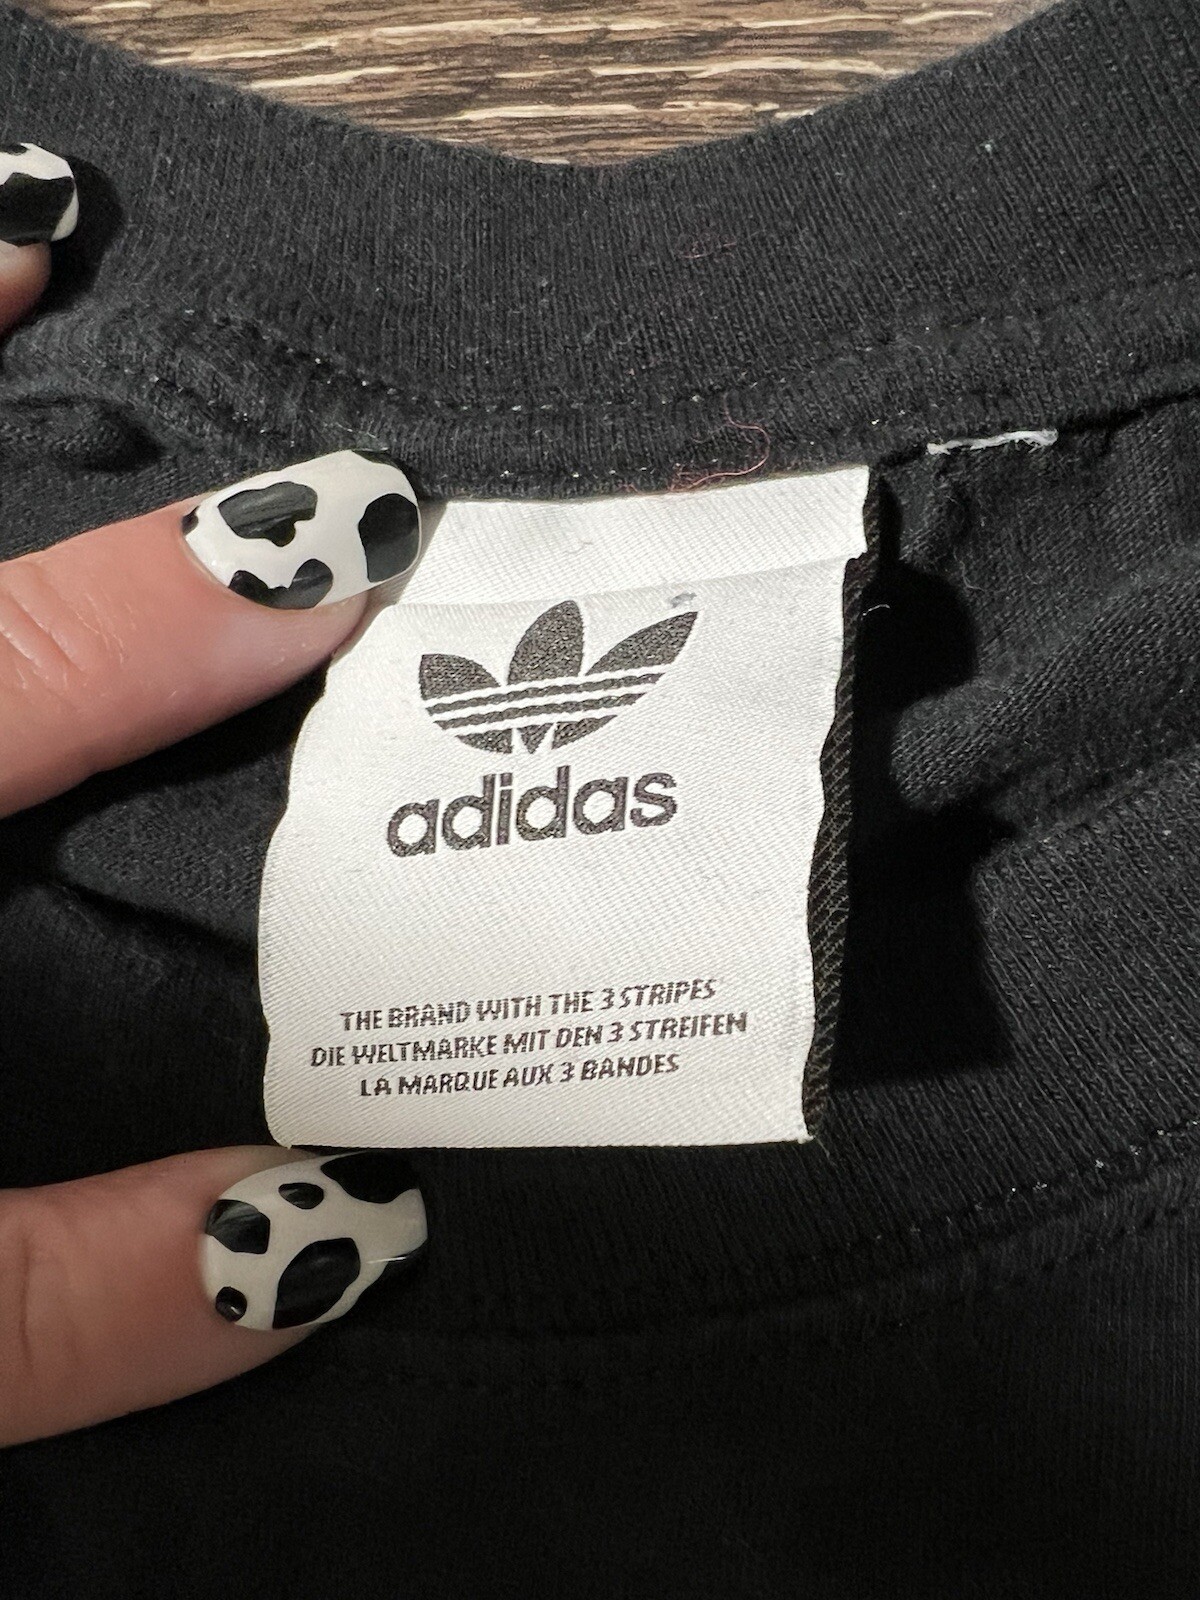 adidas
THE BRAND WITH THE 3 STRIPES
DIE WELTMARKE MIT DEN 3 STREIFEN
LA MARQUE AUX 3 BANDES